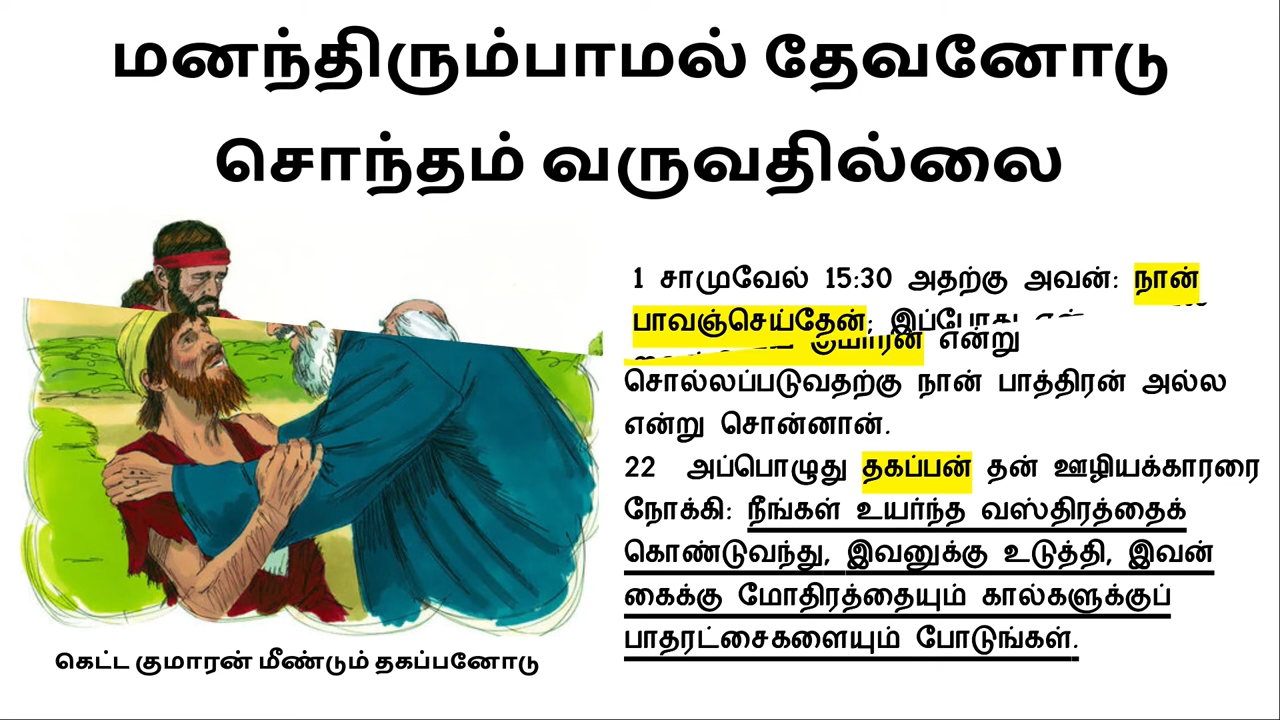 மனந்திரும்பாமல் தேவனோடு
சொந்தம் வருவதில்லை
1 சாமுவேல் 15:30 அதற்கு அவன்: நான்
பாவஞ்செய்தேன்; இப்போது
குமாரன் என்று
சொல்லப்படுவதற்கு நான் பாத்திரன் அல்ல
என்று சொன்னான்.
22 அப்பொழுது தகப்பன் தன் ஊழியக்காரரை
நோக்கி: நீங்கள் உயர்ந்த வஸ்திரத்தைக்
கொண்டுவந்து, இவனுக்கு உடுத்தி, இவன்
கைக்கு மோதிரத்தையும் கால்களுக்குப்
பாதரட்சைகளையும் போடுங்கள்.
கெட்ட குமாரன் மீண்டும் தகப்பனோடு